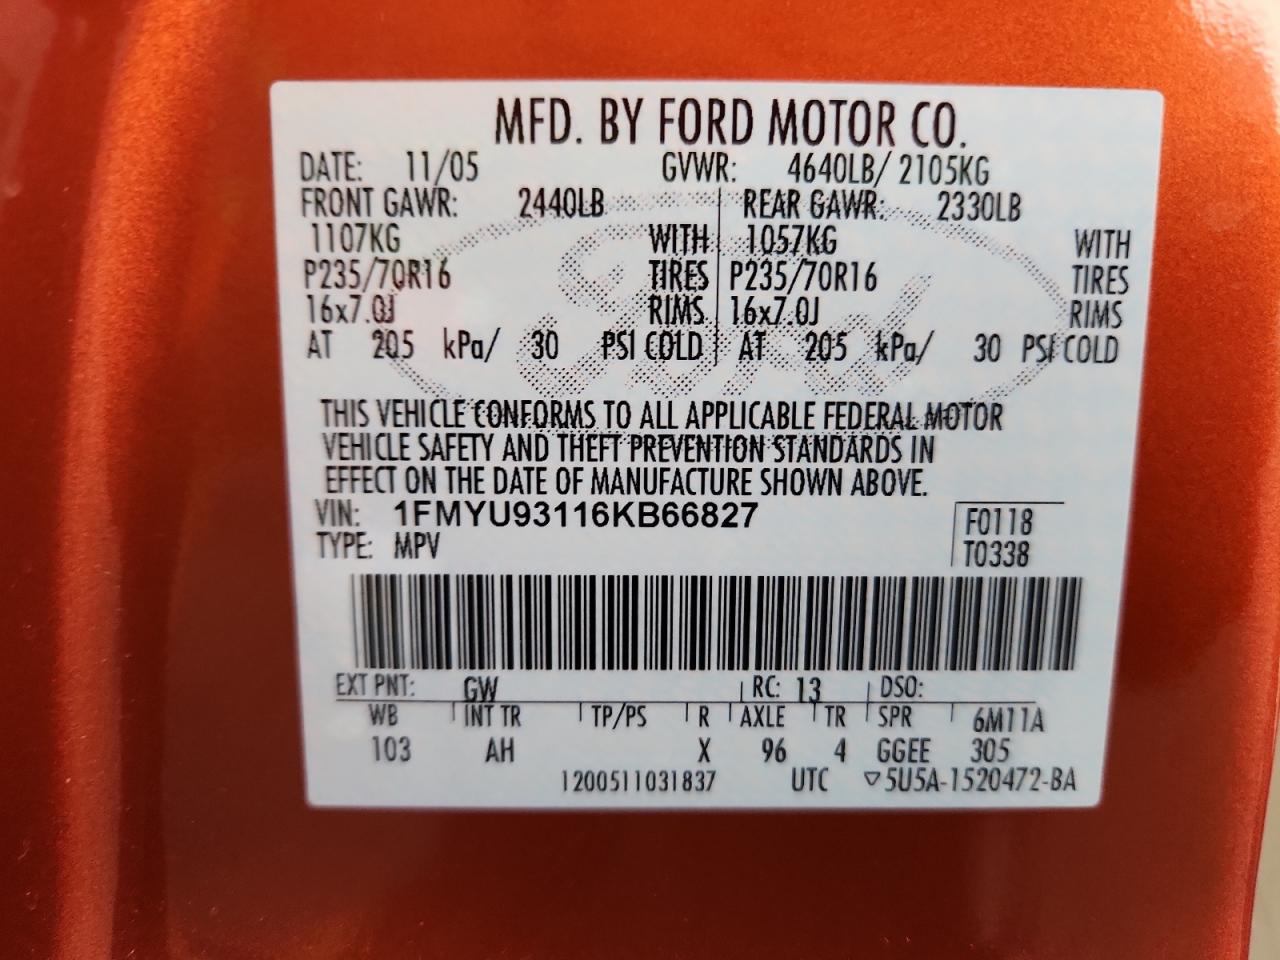 MFD. BY FORD MOTOR CO.
DATE: 11/05 GVWR: 4640LB/ 2105KG
FRONT GAWR: 2440LB REAR GAWR: 2330LB
1107KG WITH 1057KG WITH
P235/70R16 TIRES P235/70R16 TIRES
16x7.0J RIMS 16x7.0J RIMS
AT 205 kPa/ 30 PSI COLD AT 205 kPa/ 30 PSI COLD
Ford
THIS VEHICLE CONFORMS TO ALL APPLICABLE FEDERAL MOTOR
VEHICLE SAFETY AND THEFT PREVENTION STANDARDS IN
EFFECT ON THE DATE OF MANUFACTURE SHOWN ABOVE.
VIN: 1FMYU93116KB66827 F0118
TYPE: MPV T0338
EXT PNT: GW RC: 13 DSO:
WB INT TR TP/PS R AXLE TR SPR 6M11A
103 AH X 96 4 GGEE 305
1200511031837 UTC ▽5U5A-1520472-BA